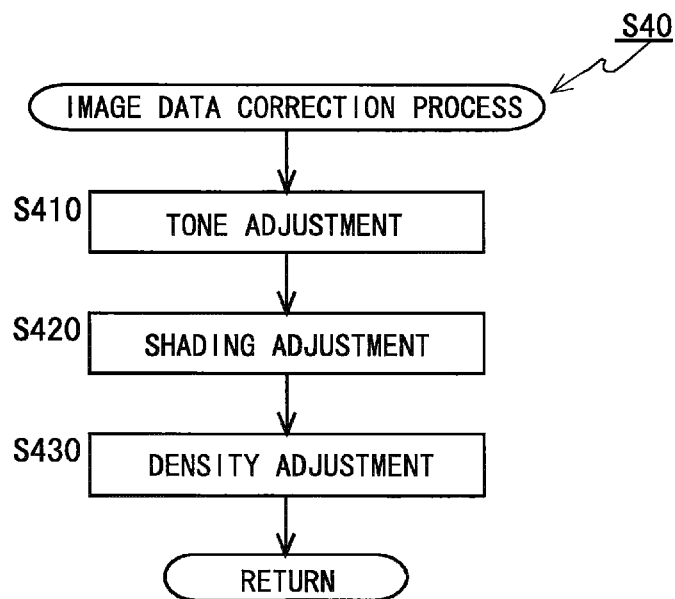 S40
IMAGE DATA CORRECTION PROCESS
S410
TONE ADJUSTMENT
S420
SHADING ADJUSTMENT
S430
DENSITY ADJUSTMENT
RETURN